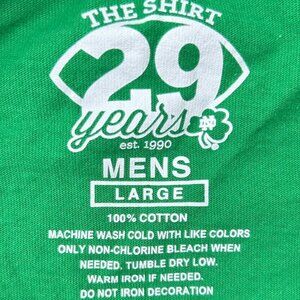 THE SHIRT
29
years
ND
est. 1990
MENS
LARGE
100% COTTON
MACHINE WASH COLD WITH LIKE COLORS
ONLY NON-CHLORINE BLEACH WHEN
NEEDED. TUMBLE DRY LOW.
WARM IRON IF NEEDED.
DO NOT IRON DECORATION